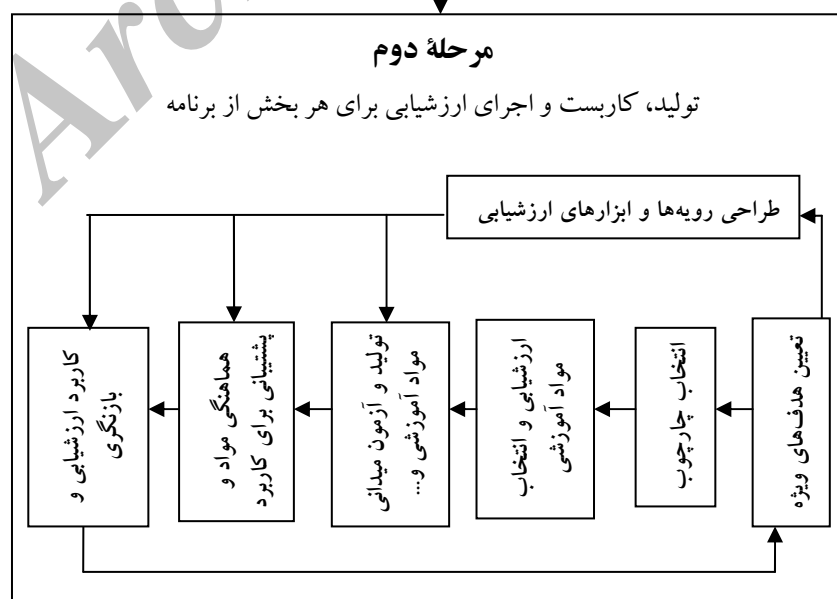 مرحلهٔ دوم
تولید، کاربست و اجرای ارزشیابی برای هر بخش از برنامه
طراحی رویه‌ها و ابزارهای ارزشیابی
تعیین هدف‌های ویژه
انتخاب چارچوب
ارزشیابی و انتخاب
مواد آموزشی
تولید و آزمون میدانی
مواد آموزشی و...
هماهنگی مواد و
پشتیبانی برای کاربرد
کاربرد ارزشیابی و
بازنگری